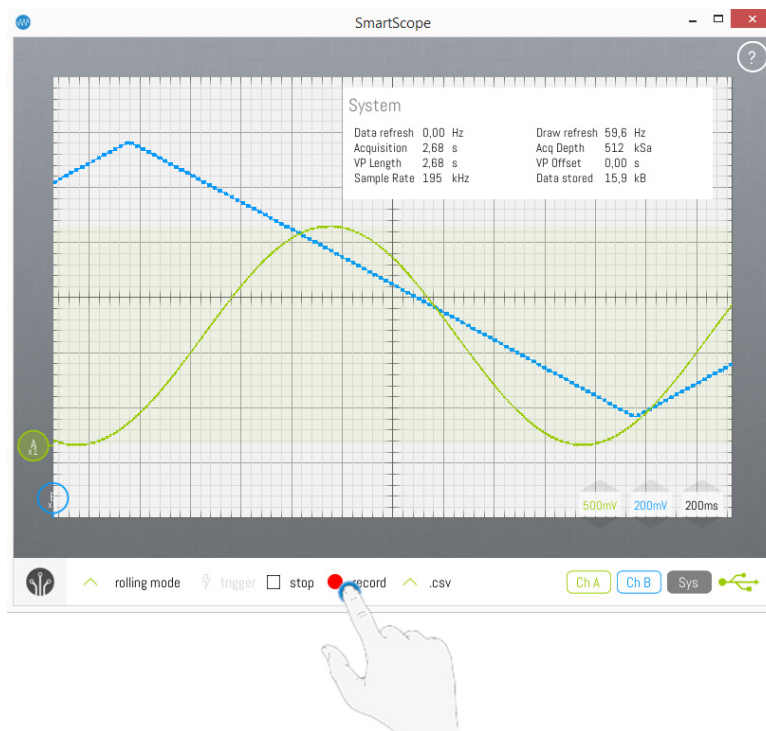 SmartScope
?
System
Data refresh 0,00 Hz Draw refresh 59,6 Hz
Acquisition 2,68 s Acq Depth 512 kSa
VP Length 2,68 s VP Offset 0,00 s
Sample Rate 195 kHz Data stored 15,9 kB
A
x1
500mV 200mV 200ms
rolling mode trigger stop record .csv Ch A Ch B Sys